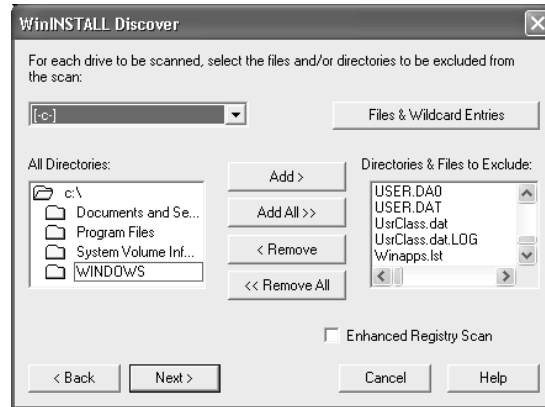 WinINSTALL Discover
For each drive to be scanned, select the files and/or directories to be excluded from
the scan:
[-c-]
Files & Wildcard Entries
All Directories:
c:\
Documents and Se...
Program Files
System Volume Inf...
WINDOWS
Add >
Add All >>
< Remove
<< Remove All
Directories & Files to Exclude:
USER.DA0
USER.DAT
UsrClass.dat
UsrClass.dat.LOG
Winapps.lst
Enhanced Registry Scan
< Back
Next >
Cancel
Help